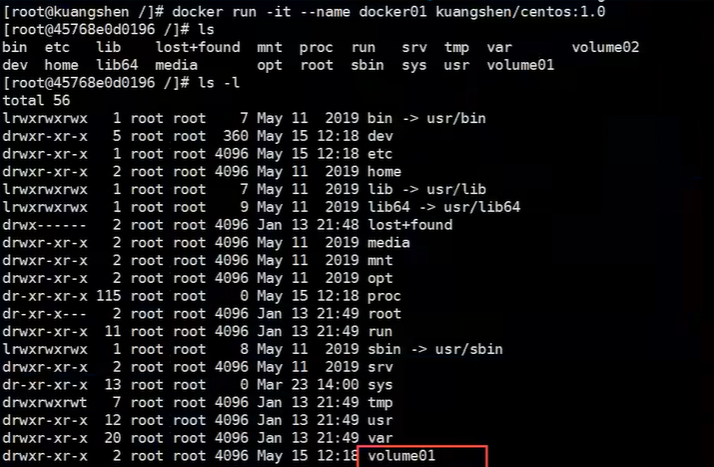 [root@kuangshen /]# docker run -it --name docker01 kuangshen/centos:1.0
[root@45768e0d0196 /]# ls
bin  etc   lib    lost+found  mnt  proc  run   srv  tmp  var       volume02
dev  home  lib64  media       opt  root  sbin  sys  usr  volume01
[root@45768e0d0196 /]# ls -l
total 56
lrwxrwxrwx   1 root root    7 May 11  2019 bin -> usr/bin
drwxr-xr-x   5 root root  360 May 15 12:18 dev
drwxr-xr-x   1 root root 4096 May 15 12:18 etc
drwxr-xr-x   2 root root 4096 May 11  2019 home
lrwxrwxrwx   1 root root    7 May 11  2019 lib -> usr/lib
lrwxrwxrwx   1 root root    9 May 11  2019 lib64 -> usr/lib64
drwx------   2 root root 4096 Jan 13 21:48 lost+found
drwxr-xr-x   2 root root 4096 May 11  2019 media
drwxr-xr-x   2 root root 4096 May 11  2019 mnt
drwxr-xr-x   2 root root 4096 May 11  2019 opt
dr-xr-xr-x 115 root root    0 May 15 12:18 proc
dr-xr-x---   2 root root 4096 Jan 13 21:49 root
drwxr-xr-x  11 root root 4096 Jan 13 21:49 run
lrwxrwxrwx   1 root root    8 May 11  2019 sbin -> usr/sbin
drwxr-xr-x   2 root root 4096 May 11  2019 srv
dr-xr-xr-x  13 root root    0 Mar 23 14:00 sys
drwxrwxrwt   7 root root 4096 Jan 13 21:49 tmp
drwxr-xr-x  12 root root 4096 Jan 13 21:49 usr
drwxr-xr-x  20 root root 4096 Jan 13 21:49 var
drwxr-xr-x   2 root root 4096 May 15 12:18 volume01